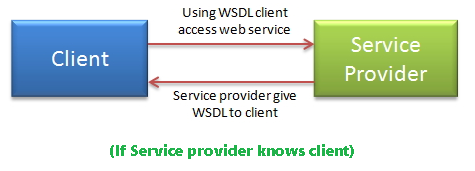 Using WSDL client
access web service
Client
Service
Provider
Service provider give
WSDL to client
(If Service provider knows client)